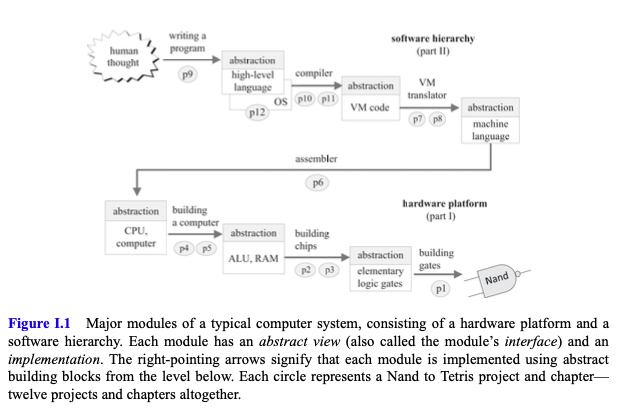 human
thought
writing a
program
p9
abstraction
high-level
language
OS
p12
compiler
p10 p11
software hierarchy
(part II)
abstraction
VM code
VM
translator
p7 p8
abstraction
machine
language
assembler
p6
hardware platform
(part I)
abstraction
CPU,
computer
building
a computer
p4 p5
abstraction
ALU, RAM
building
chips
p2 p3
abstraction
elementary
logic gates
building
gates
p1
Nand
Figure I.1 Major modules of a typical computer system, consisting of a hardware platform and a
software hierarchy. Each module has an abstract view (also called the module’s interface) and an
implementation. The right-pointing arrows signify that each module is implemented using abstract
building blocks from the level below. Each circle represents a Nand to Tetris project and chapter—
twelve projects and chapters altogether.